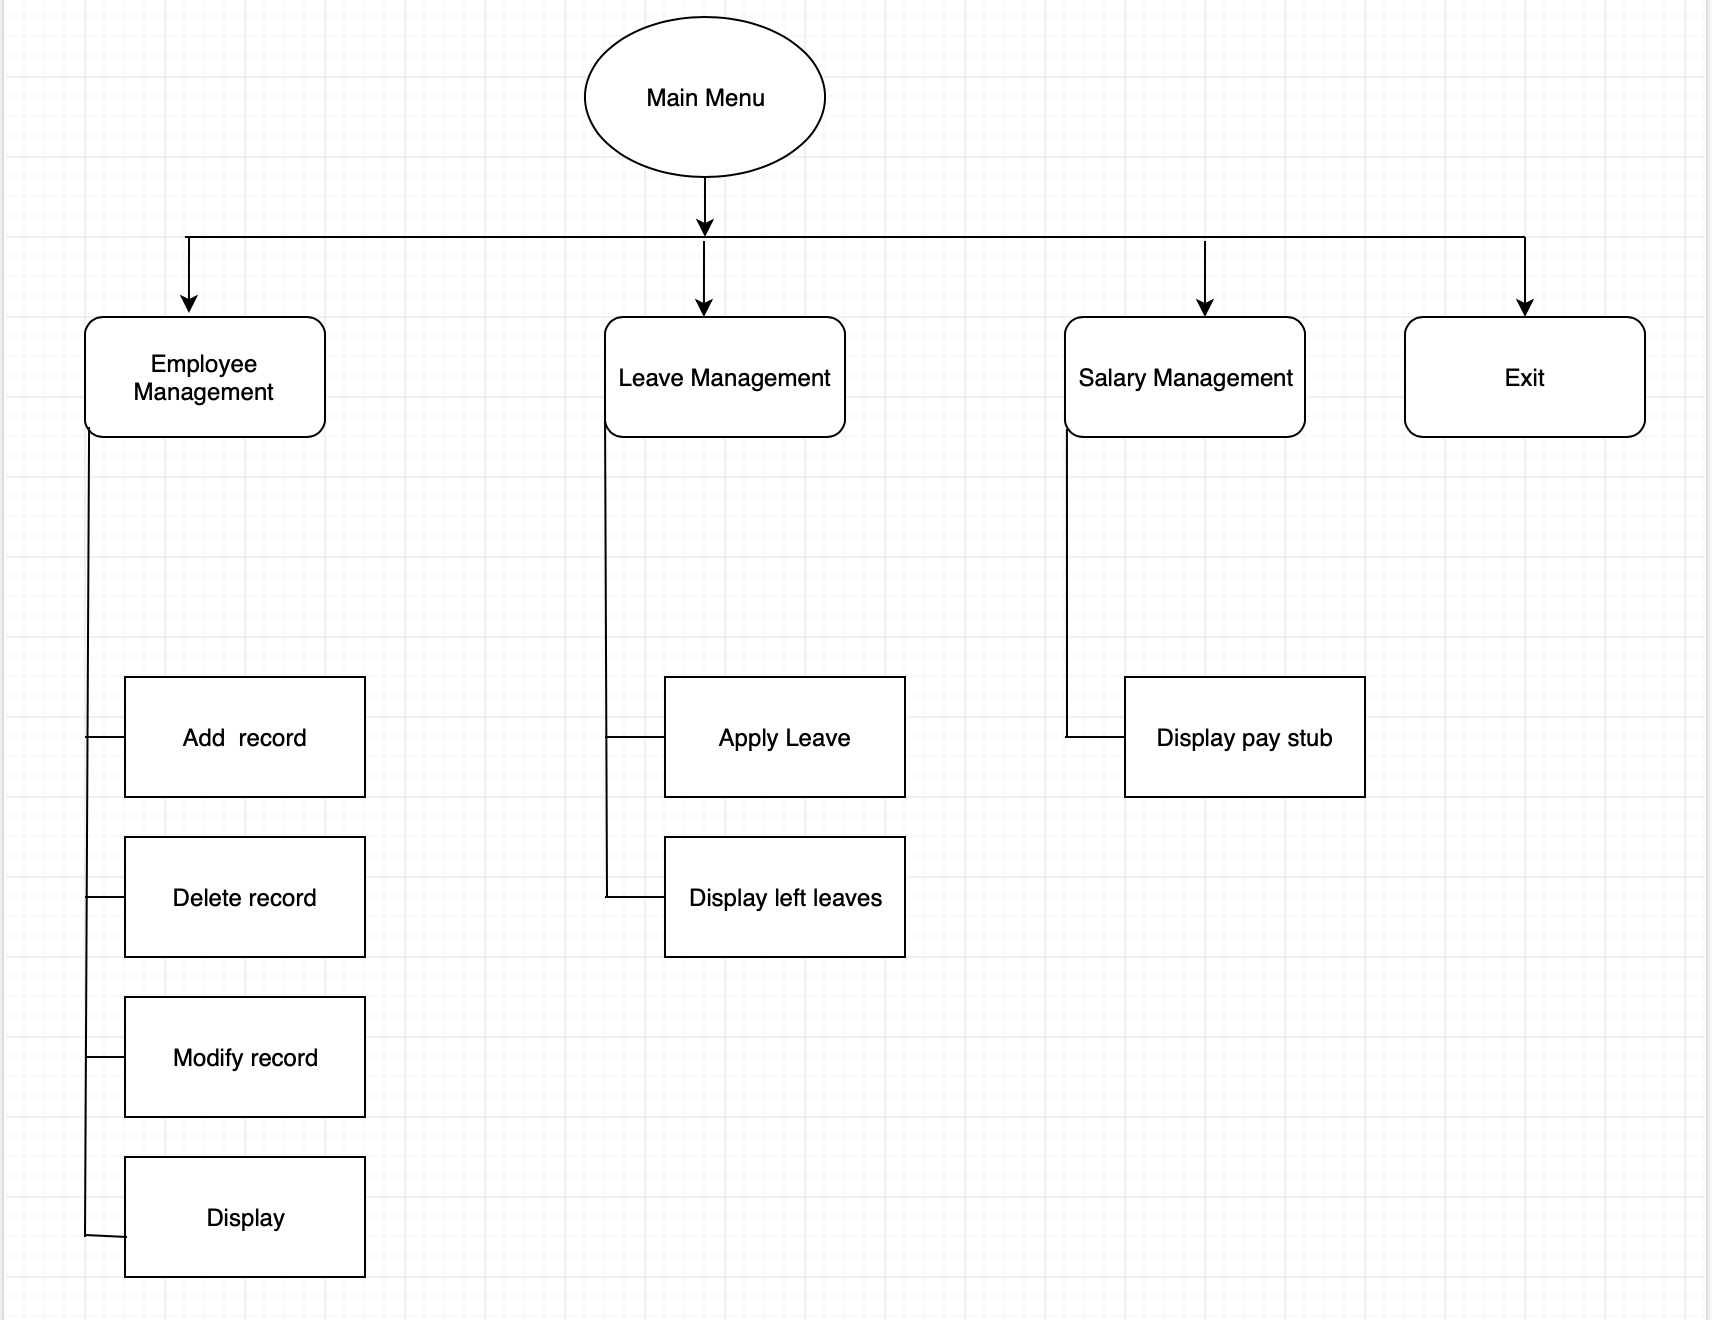 Main Menu
Employee
Management
Leave Management
Salary Management
Exit
Add  record
Apply Leave
Display pay stub
Delete record
Display left leaves
Modify record
Display